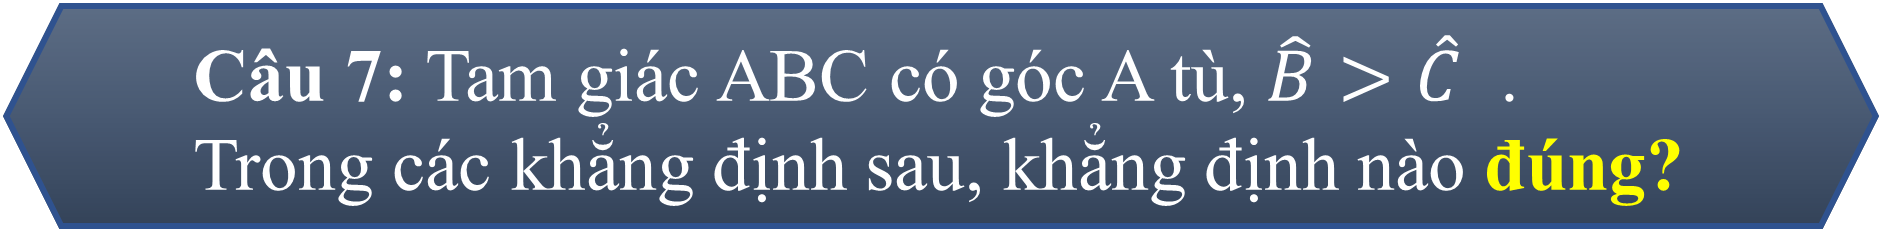 Câu 7: Tam giác ABC có góc A tù, B̂ > Ĉ .
Trong các khẳng định sau, khẳng định nào đúng?